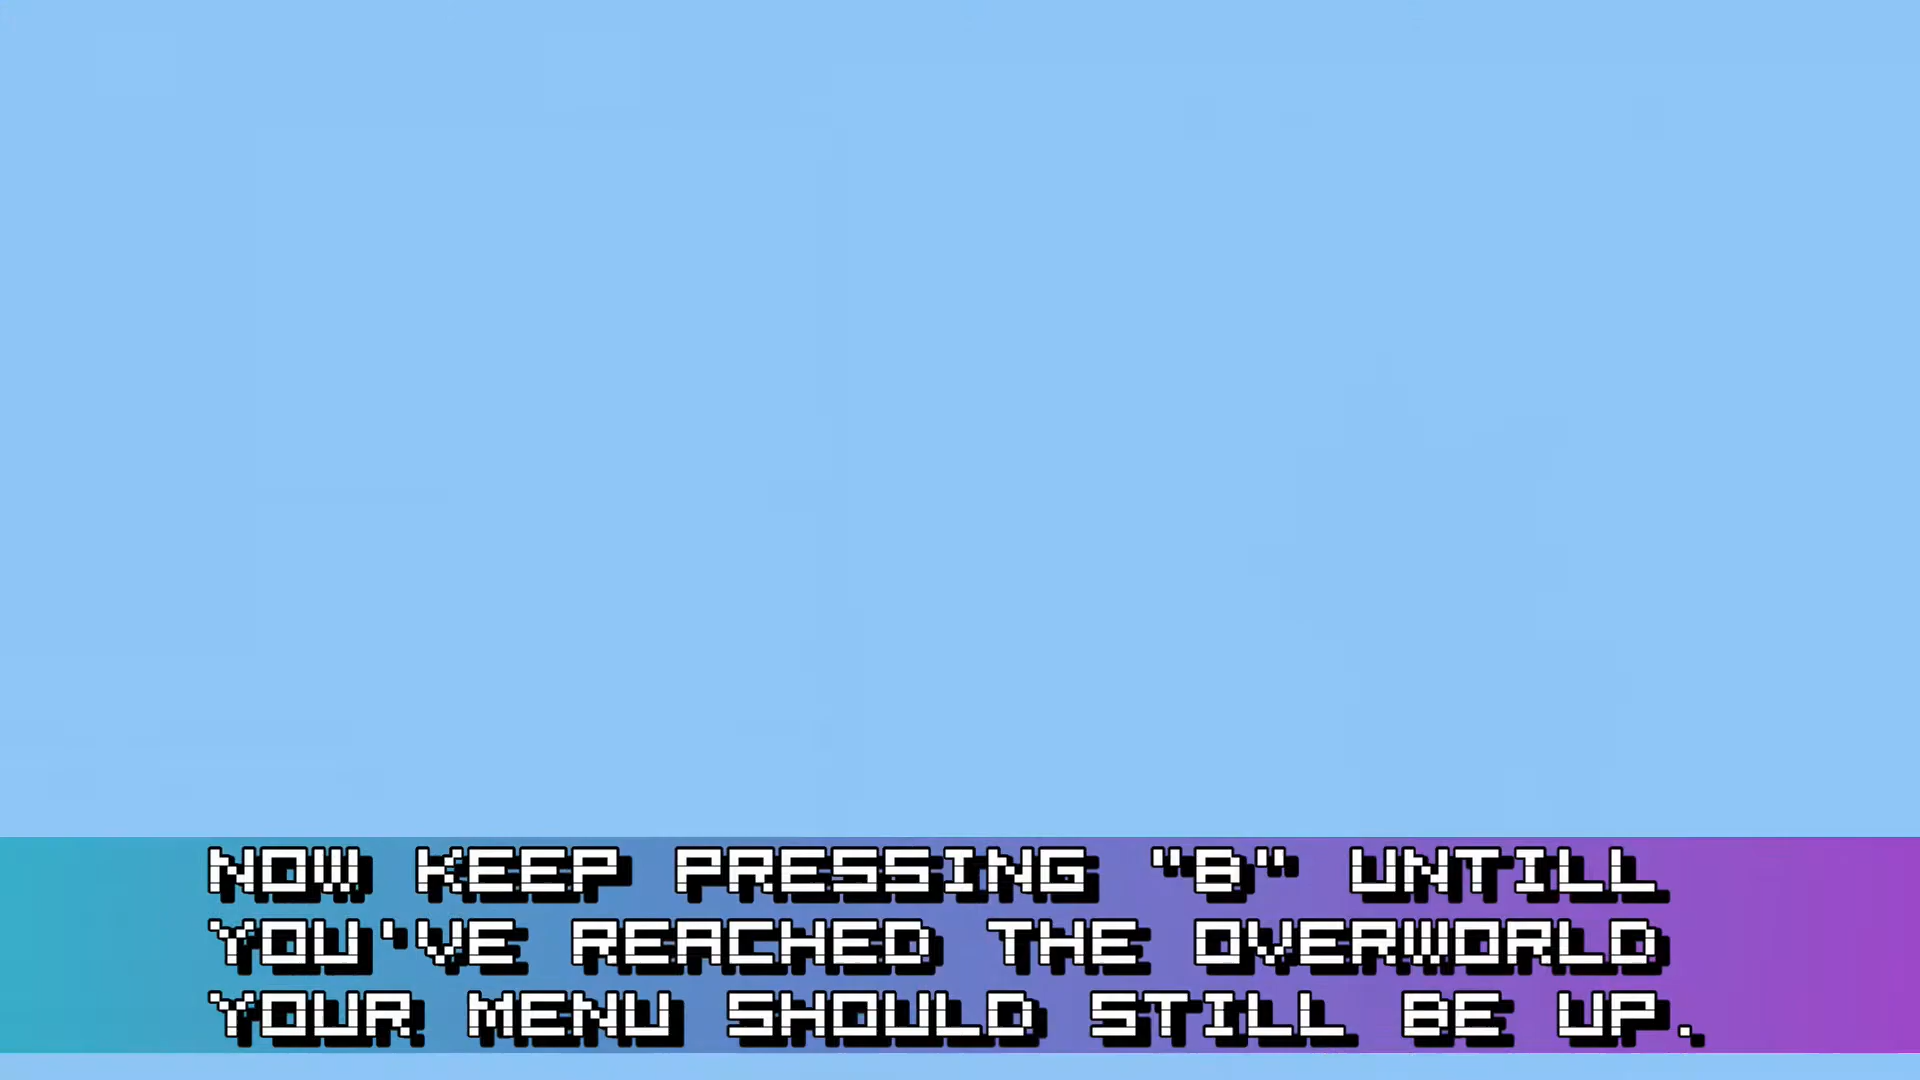 NOW KEEP PRESSING "B" UNTILL
YOU'VE REACHED THE OVERWORLD
YOUR MENU SHOULD STILL BE UP.